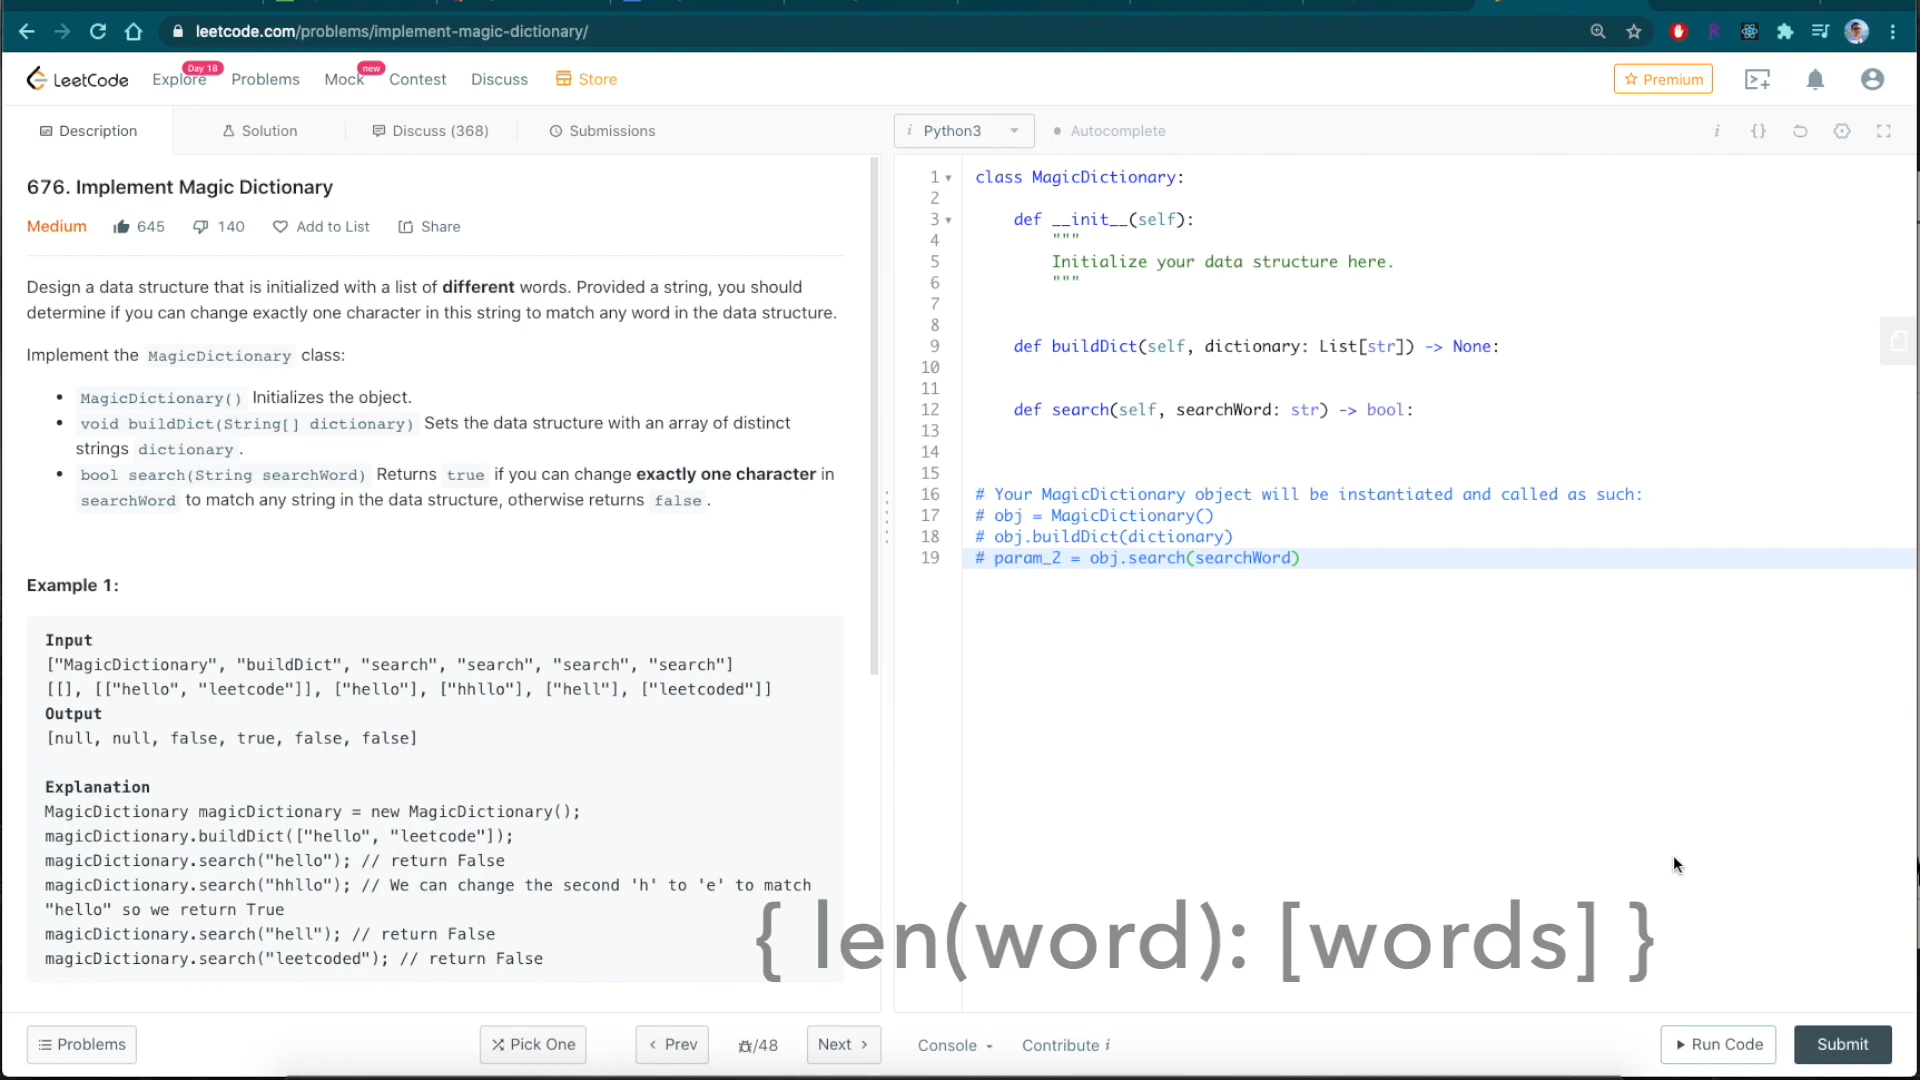 leetcode.com/problems/implement-magic-dictionary/
LeetCode
Explore
Day 18
Problems
Mock
new
Contest
Discuss
Store
Premium
Description
Solution
Discuss (368)
Submissions
i Python3
Autocomplete
i {}
676. Implement Magic Dictionary
Medium 645 140 Add to List Share
Design a data structure that is initialized with a list of different words. Provided a string, you should
determine if you can change exactly one character in this string to match any word in the data structure.
Implement the MagicDictionary class:
• MagicDictionary() Initializes the object.
• void buildDict(String[] dictionary) Sets the data structure with an array of distinct
strings dictionary .
• bool search(String searchWord) Returns true if you can change exactly one character in
searchWord to match any string in the data structure, otherwise returns false .
Example 1:
Input
["MagicDictionary", "buildDict", "search", "search", "search", "search"]
[[], [["hello", "leetcode"]], ["hello"], ["hhllo"], ["hell"], ["leetcoded"]]
Output
[null, null, false, true, false, false]
Explanation
MagicDictionary magicDictionary = new MagicDictionary();
magicDictionary.buildDict(["hello", "leetcode"]);
magicDictionary.search("hello"); // return False
magicDictionary.search("hhllo"); // We can change the second 'h' to 'e' to match
"hello" so we return True
magicDictionary.search("hell"); // return False
magicDictionary.search("leetcoded"); // return False
1 class MagicDictionary:
2
3 def __init__(self):
4 """
5 Initialize your data structure here.
6 """
7
8
9 def buildDict(self, dictionary: List[str]) -> None:
10
11
12 def search(self, searchWord: str) -> bool:
13
14
15
16 # Your MagicDictionary object will be instantiated and called as such:
17 # obj = MagicDictionary()
18 # obj.buildDict(dictionary)
19 # param_2 = obj.search(searchWord)
{ len(word): [words] }
Problems
Pick One
Prev
/48
Next
Console
Contribute i
Run Code
Submit